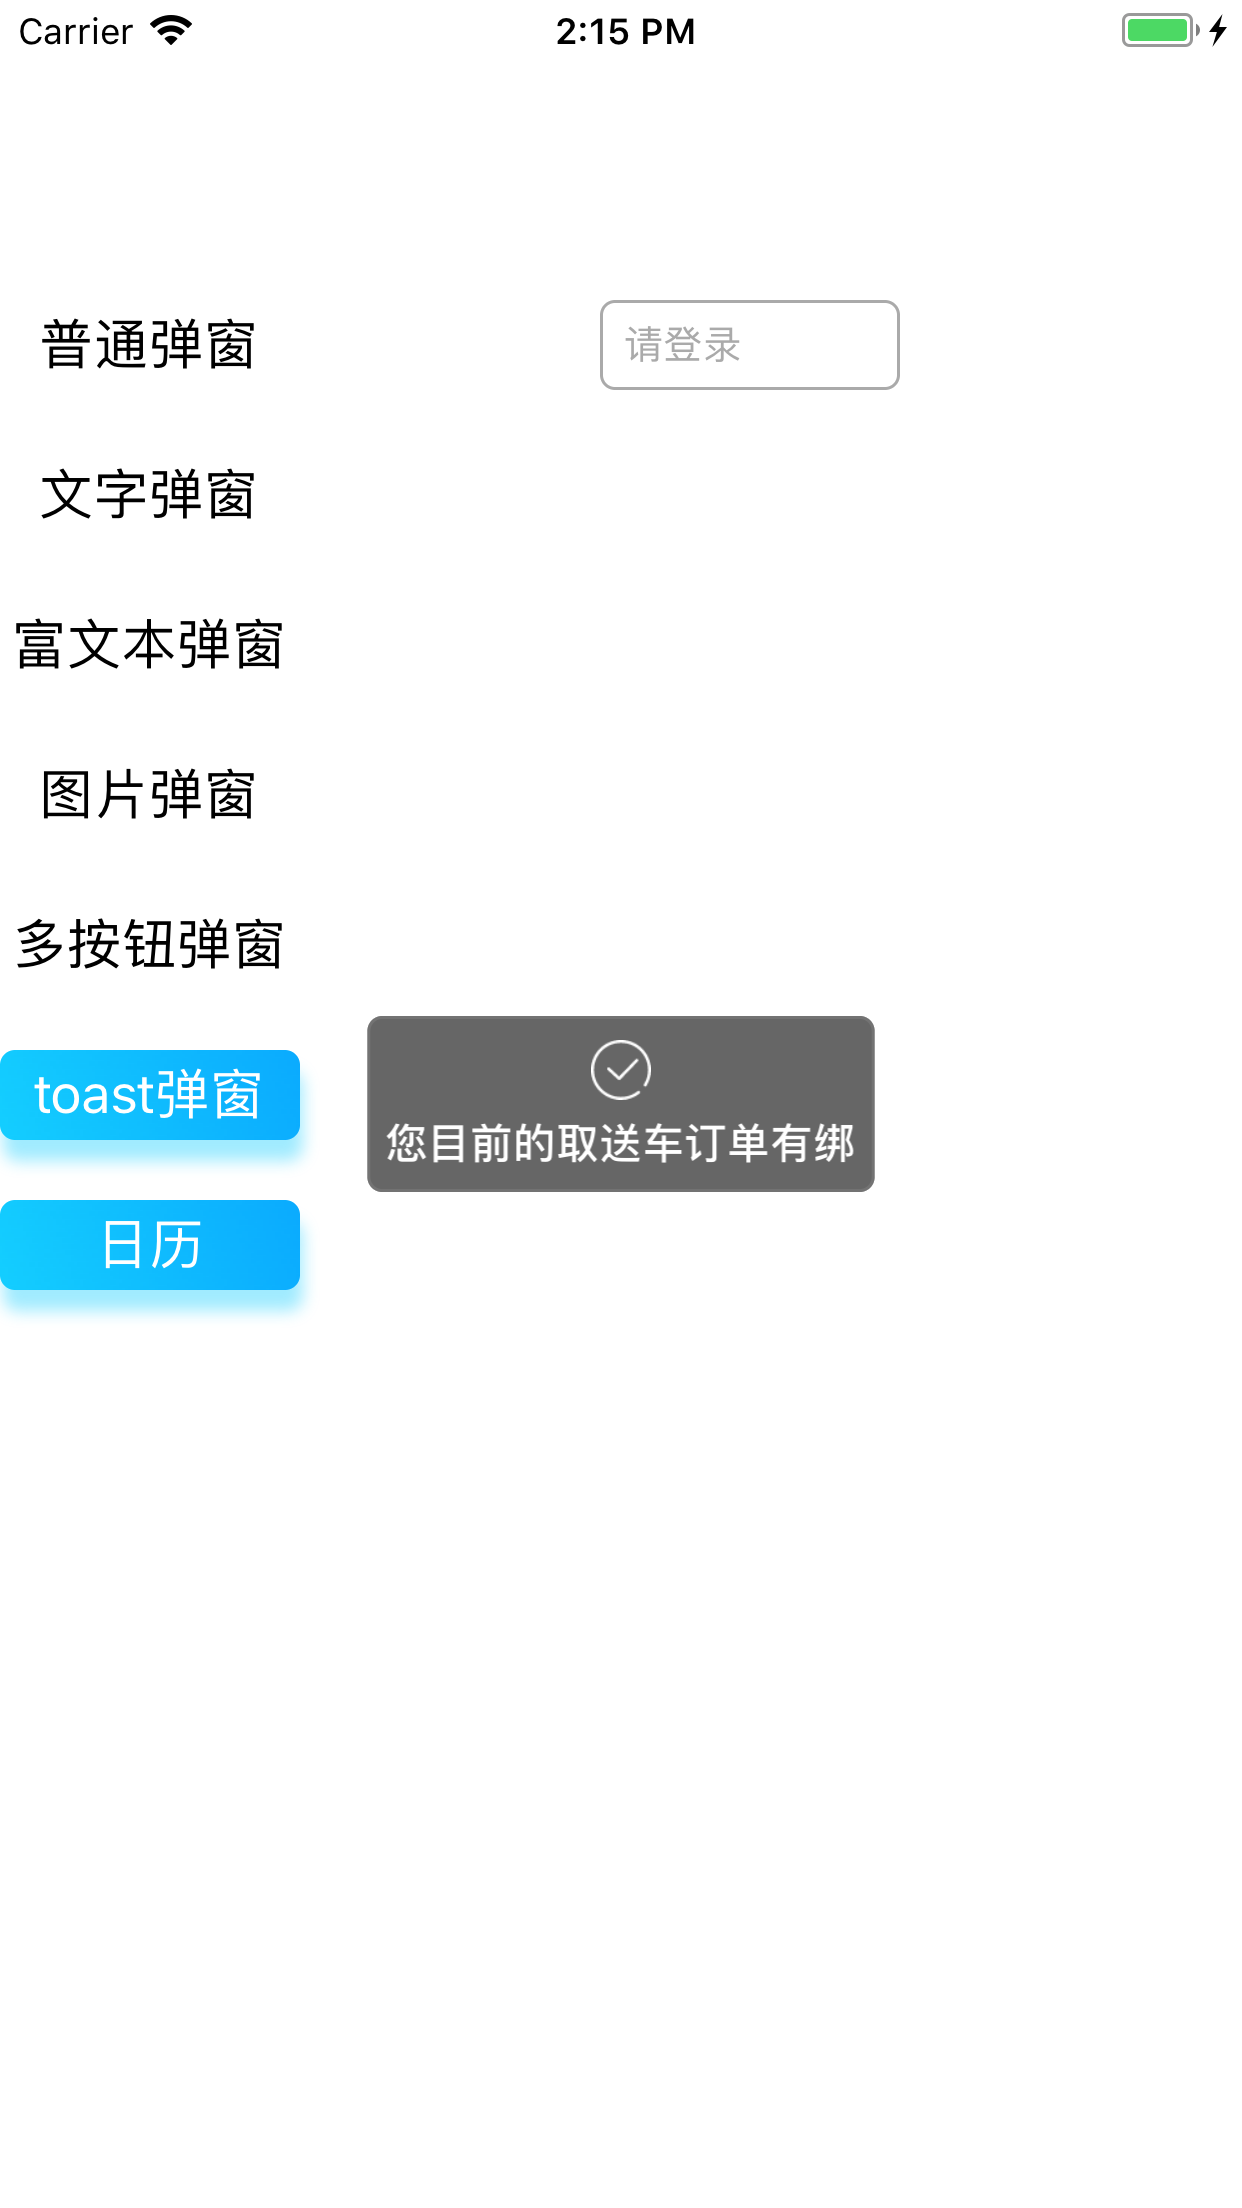 Carrier 2:15 PM
普通弹窗
请登录
文字弹窗
富文本弹窗
图片弹窗
多按钮弹窗
toast弹窗
您目前的取送车订单有绑
日历